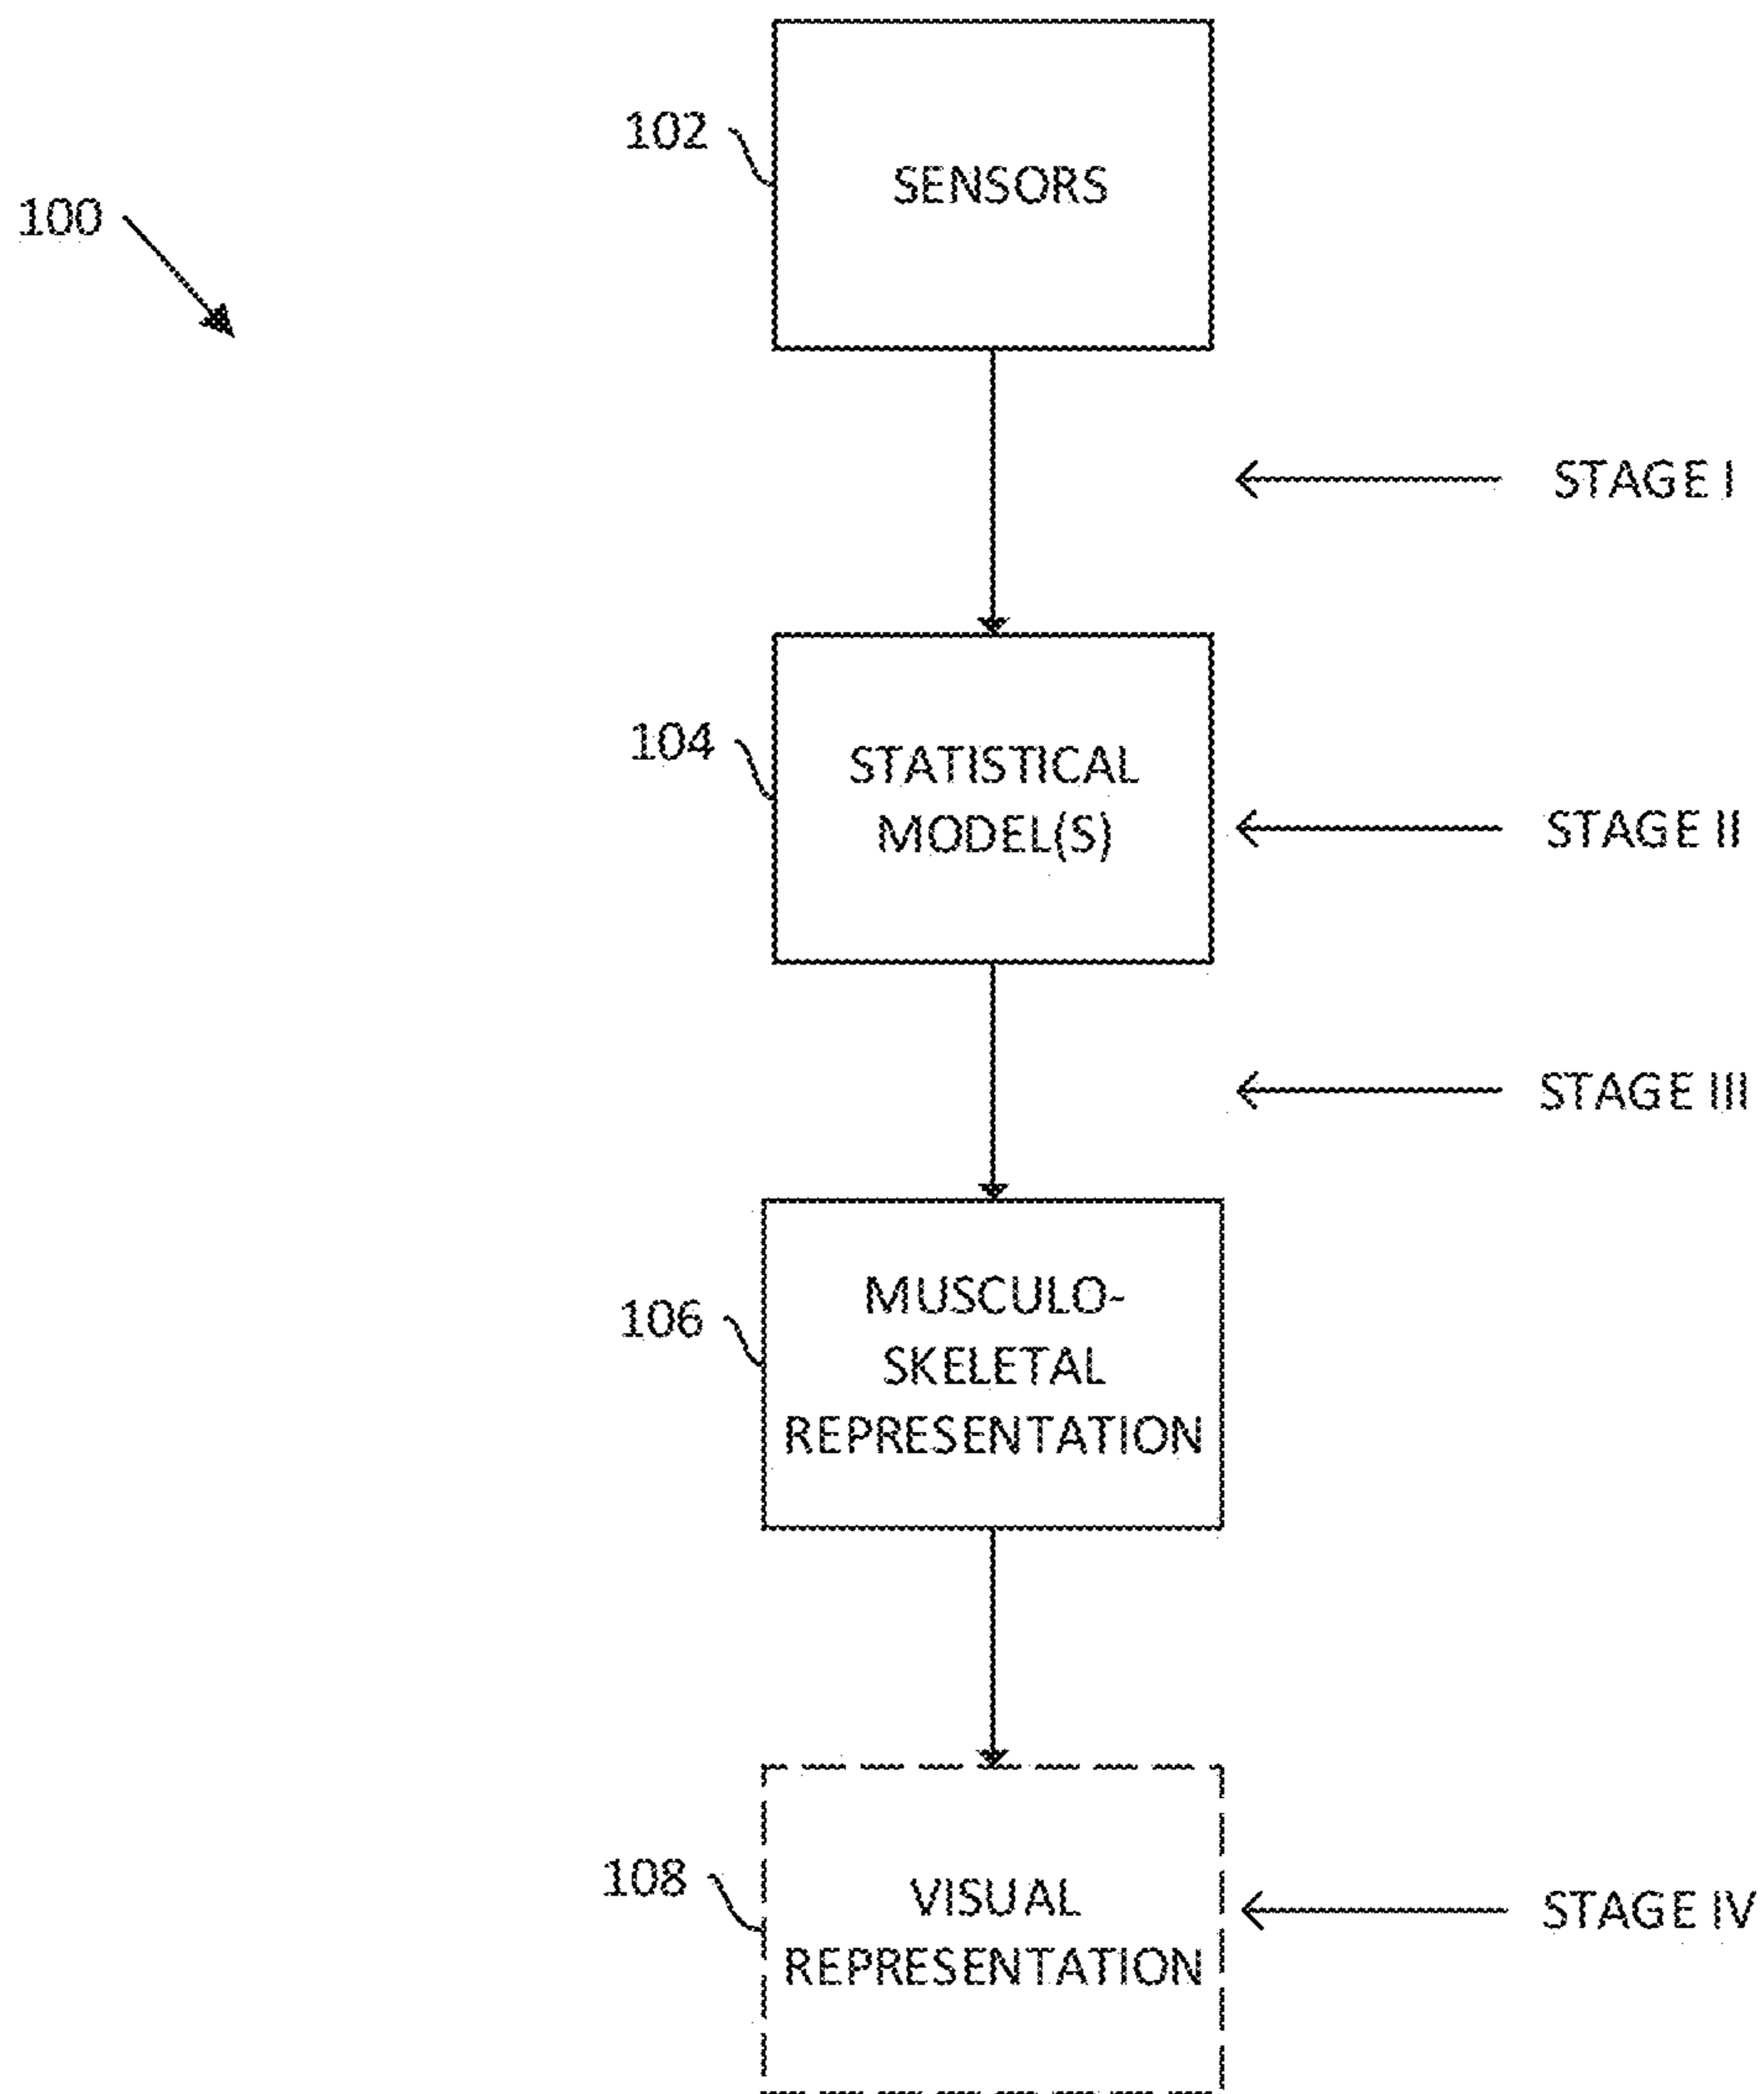 102
SENSORS
100
STAGE I
104
STATISTICAL
MODEL(S)
STAGE II
STAGE III
106
MUSCULO-
SKELETAL
REPRESENTATION
108
VISUAL
REPRESENTATION
STAGE IV